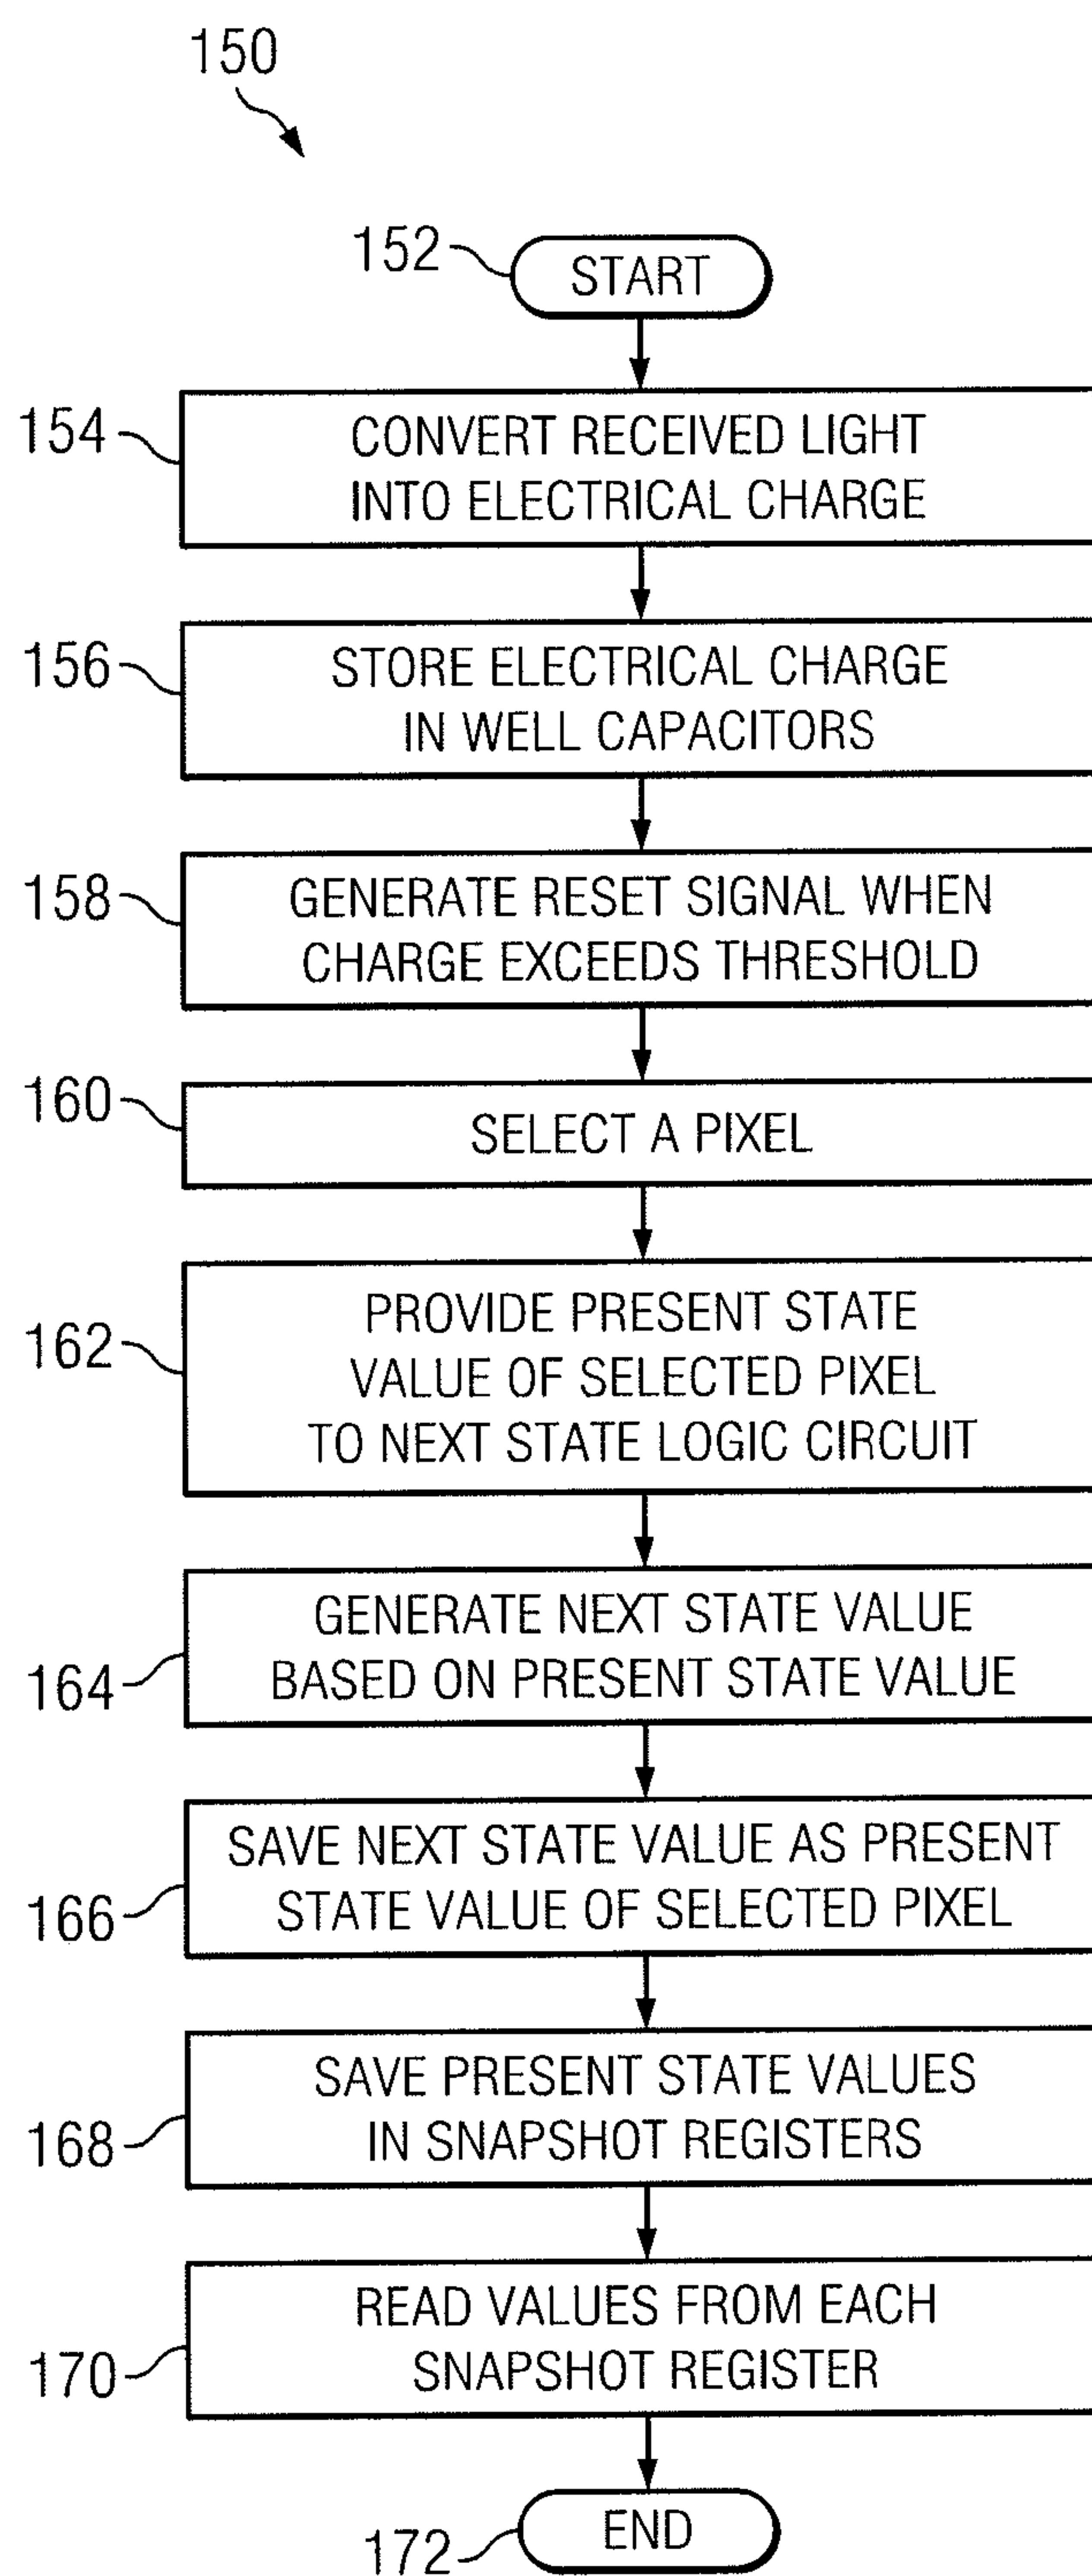 150
152
START
154
CONVERT RECEIVED LIGHT
INTO ELECTRICAL CHARGE
156
STORE ELECTRICAL CHARGE
IN WELL CAPACITORS
158
GENERATE RESET SIGNAL WHEN
CHARGE EXCEEDS THRESHOLD
160
SELECT A PIXEL
162
PROVIDE PRESENT STATE
VALUE OF SELECTED PIXEL
TO NEXT STATE LOGIC CIRCUIT
164
GENERATE NEXT STATE VALUE
BASED ON PRESENT STATE VALUE
166
SAVE NEXT STATE VALUE AS PRESENT
STATE VALUE OF SELECTED PIXEL
168
SAVE PRESENT STATE VALUES
IN SNAPSHOT REGISTERS
170
READ VALUES FROM EACH
SNAPSHOT REGISTER
172
END